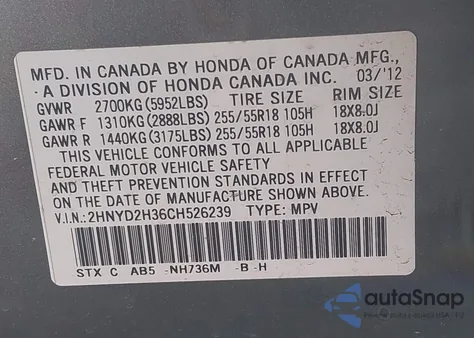 MFD. IN CANADA BY HONDA OF CANADA MFG.,
A DIVISION OF HONDA CANADA INC. 03/'12
GVWR 2700KG (5952LBS) TIRE SIZE RIM SIZE
GAWR F 1310KG (2888LBS) 255/55R18 105H 18X8.0J
GAWR R 1440KG (3175LBS) 255/55R18 105H 18X8.0J
THIS VEHICLE CONFORMS TO ALL APPLICABLE
FEDERAL MOTOR VEHICLE SAFETY
AND THEFT PREVENTION STANDARDS IN EFFECT
ON THE DATE OF MANUFACTURE SHOWN ABOVE.
V.I.N.: 2HNYD2H36CH526239 TYPE: MPV
STX C AB5 -NH736M -B -H
autoSnap